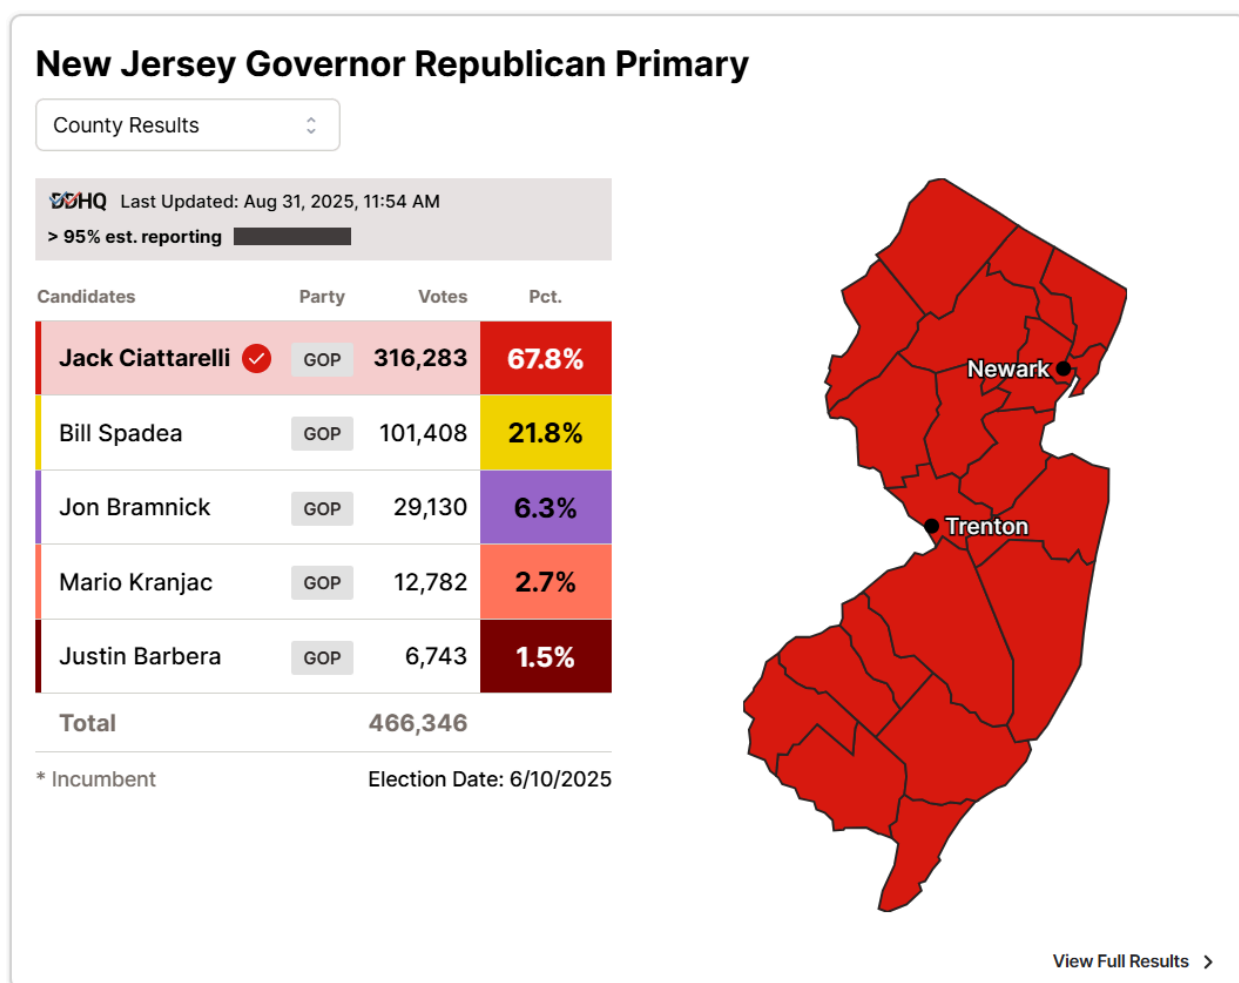 New Jersey Governor Republican Primary
County Results
DDHQ Last Updated: Aug 31, 2025, 11:54 AM
> 95% est. reporting
Candidates Party Votes Pct.
Jack Ciattarelli GOP 316,283 67.8%
Bill Spadea GOP 101,408 21.8%
Jon Bramnick GOP 29,130 6.3%
Mario Kranjac GOP 12,782 2.7%
Justin Barbera GOP 6,743 1.5%
Total 466,346
* Incumbent Election Date: 6/10/2025
Newark
Trenton
View Full Results